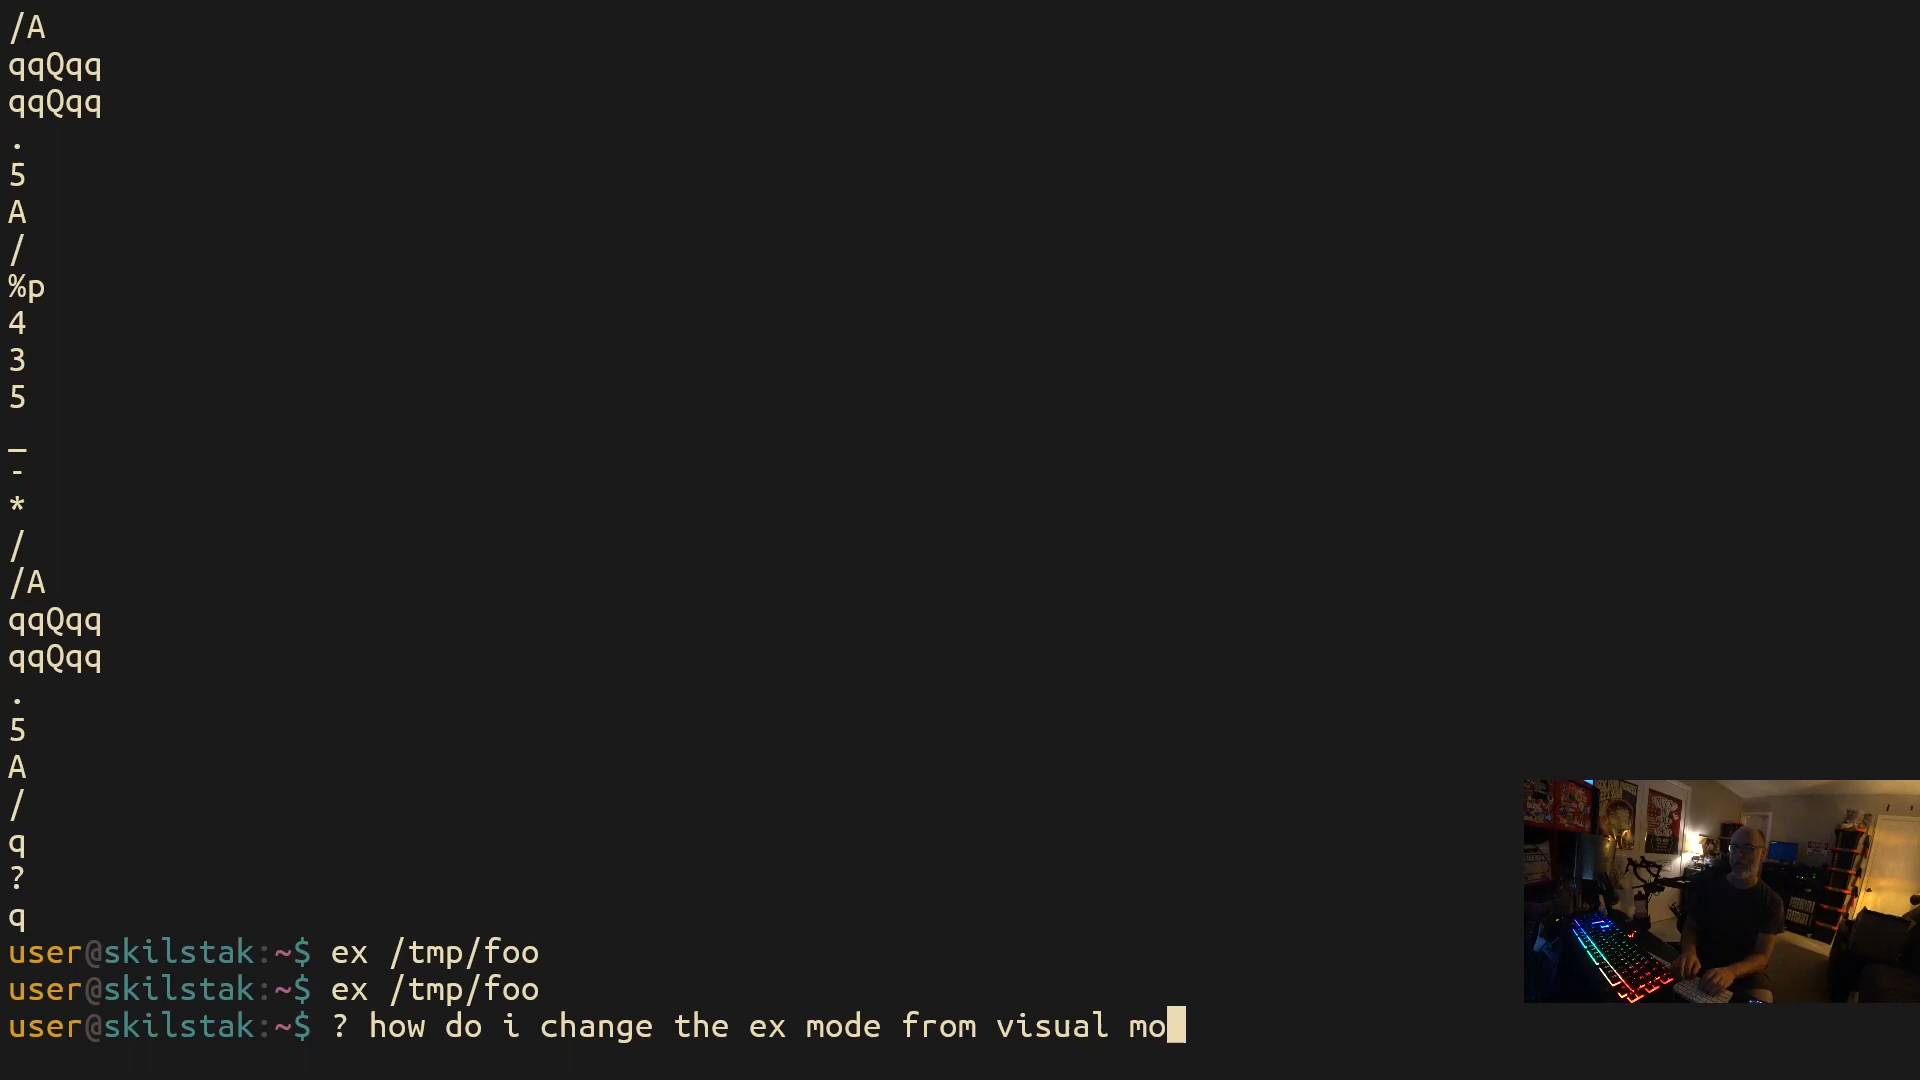 /A
qqQqq
qqQqq
.
5
A
/
%p
4
3
5
_
-
*
/
/A
qqQqq
qqQqq
.
5
A
/
q
?
q
user@skilstak:~$ ex /tmp/foo
user@skilstak:~$ ex /tmp/foo
user@skilstak:~$ ? how do i change the ex mode from visual mo